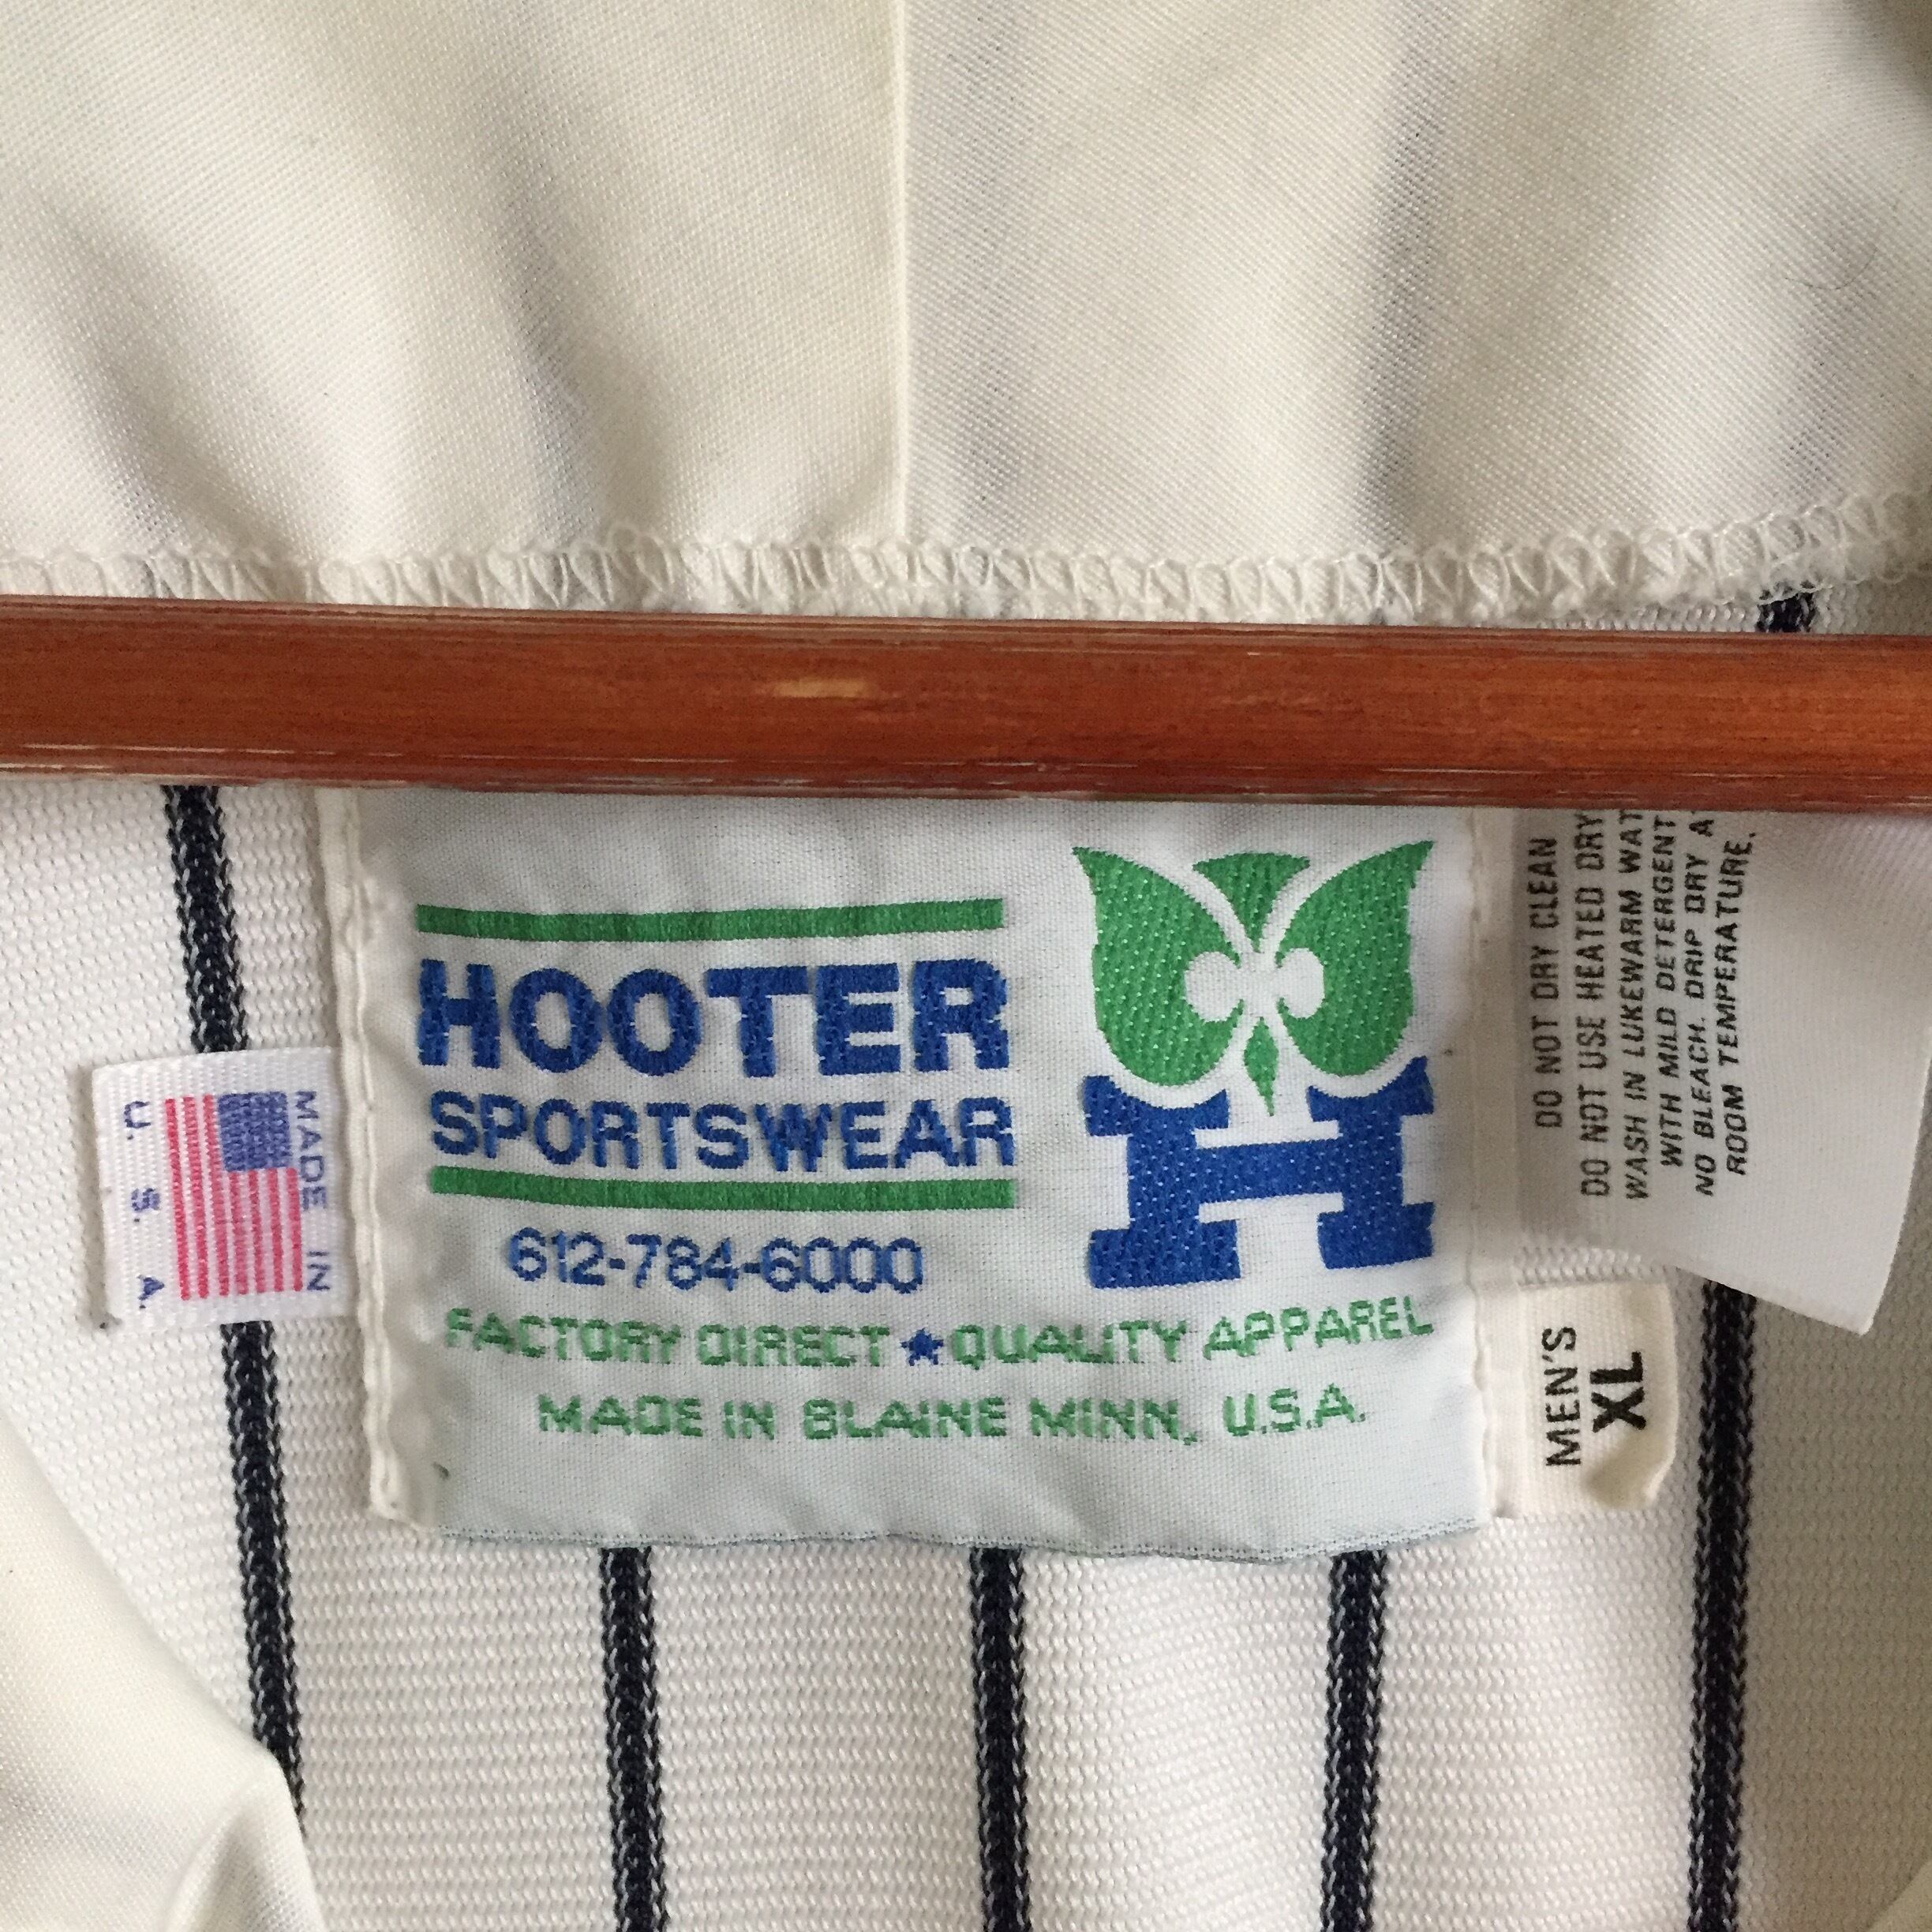 HOOTER
SPORTSWEAR
612-784-6000
FACTORY DIRECT ★ QUALITY APPAREL
MADE IN BLAINE MINN, U.S.A.
H
MADE IN
U. S. A.
DO NOT DRY CLEAN
DO NOT USE HEATED DRY
WASH IN LUKEWARM WAT
WITH MILD DETERGENT
NO BLEACH. DRIP DRY A
ROOM TEMPERATURE.
MEN'S
XL